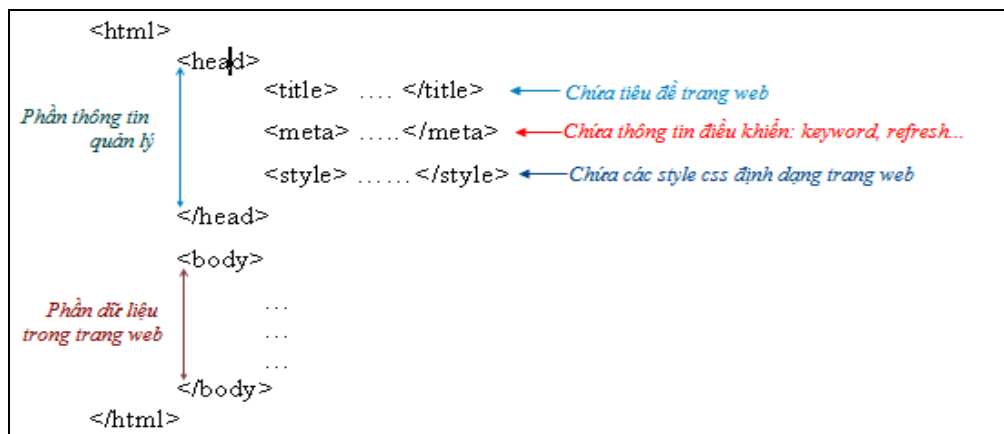 <html>
<head>
<title> .... </title> Chứa tiêu đề trang web
Phần thông tin
quản lý
<meta> .....</meta> Chứa thông tin điều khiển: keyword, refresh...
<style> ......</style> Chứa các style css định dạng trang web
</head>
<body>
Phần dữ liệu
trong trang web
...
...
...
</body>
</html>